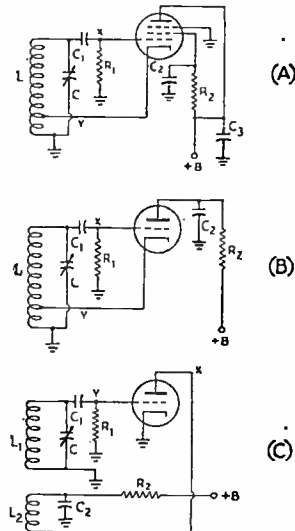 L
C₁
X
C
R₁
Y
C₂
R₂
C₃
+B
(A)
L
C₁
X
C
R₁
Y
C₂
R₂
+B
(B)
X
C₁
Y
L₁
C
R₁
R₂
+B
L₂
C₂
(C)